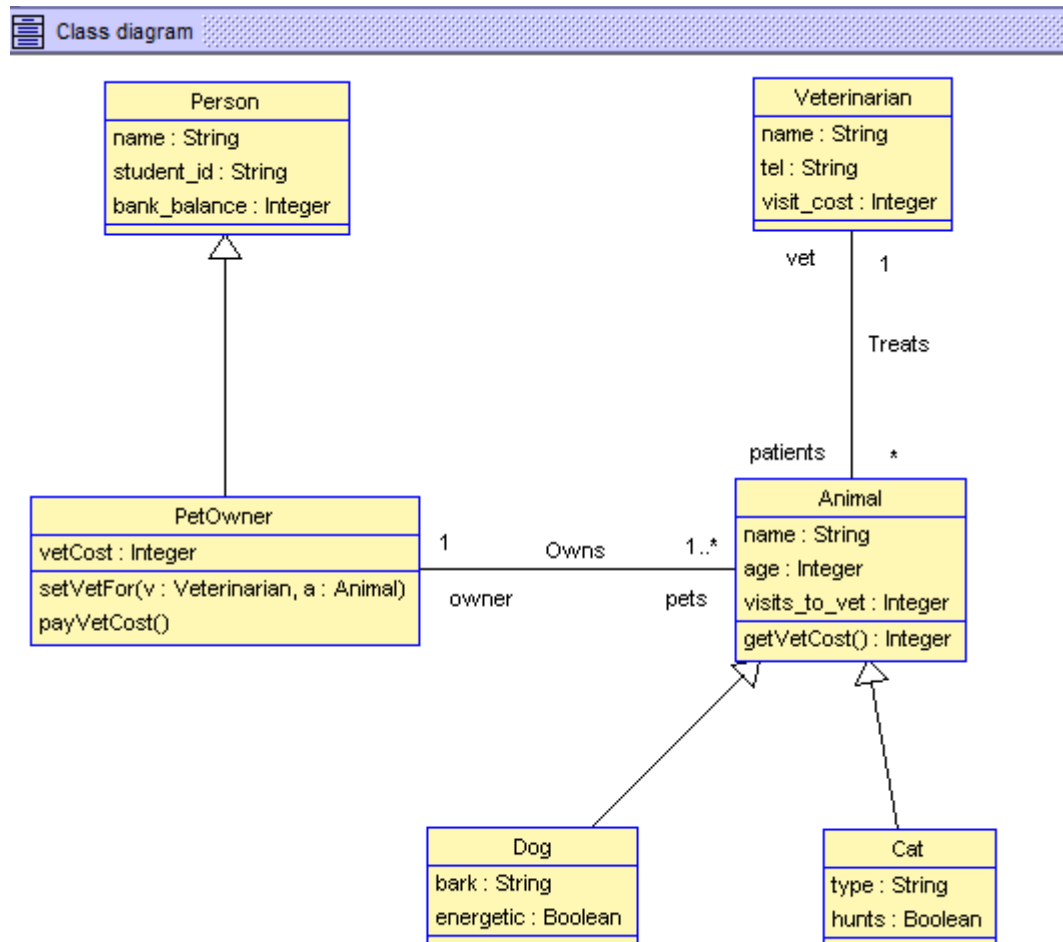 Class diagram
Person
name : String
student_id : String
bank_balance : Integer
Veterinarian
name : String
tel : String
visit_cost : Integer
vet
1
Treats
patients
*
PetOwner
vetCost : Integer
setVetFor(v : Veterinarian, a : Animal)
payVetCost()
1
Owns
1..*
owner
pets
Animal
name : String
age : Integer
visits_to_vet : Integer
getVetCost() : Integer
Dog
bark : String
energetic : Boolean
Cat
type : String
hunts : Boolean